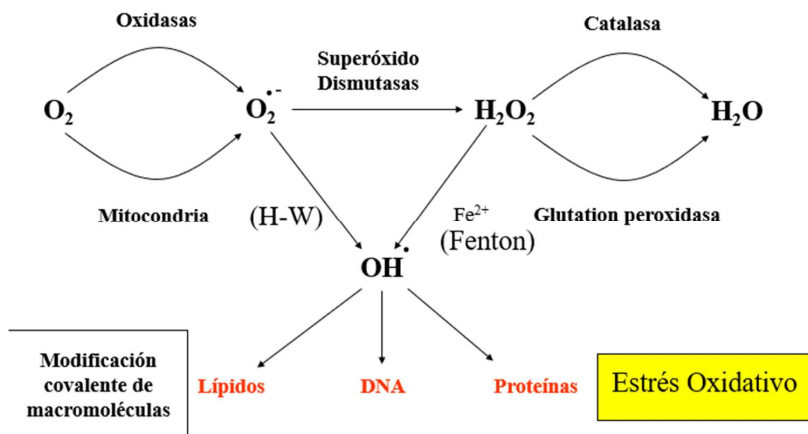 Oxidasas
Catalasa
Superóxido
Dismutasas
O₂
O₂•-
H₂O₂
H₂O
Mitocondria
(H-W)
Fe²⁺
(Fenton)
Glutation peroxidasa
OH•
Modificación
covalente de
macromoléculas
Lípidos
DNA
Proteínas
Estrés Oxidativo